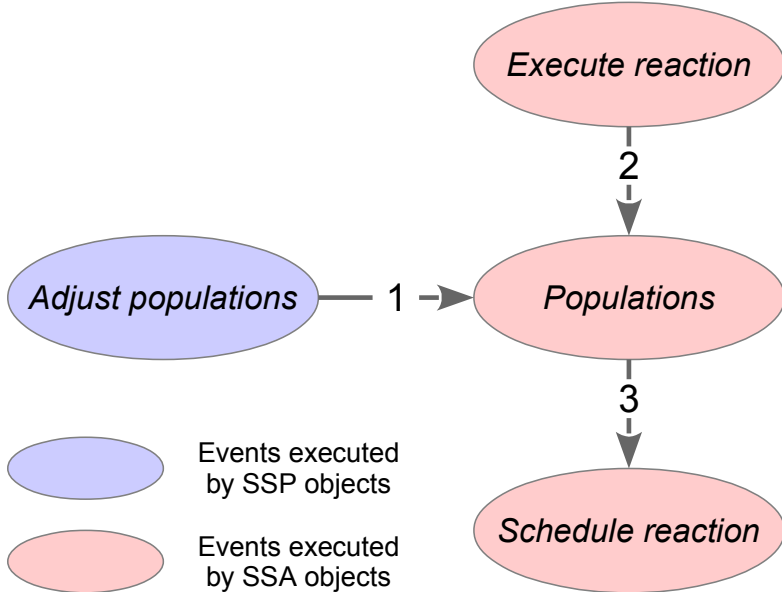 Execute reaction
2
Adjust populations
1
Populations
3
Events executed
by SSP objects
Schedule reaction
Events executed
by SSA objects